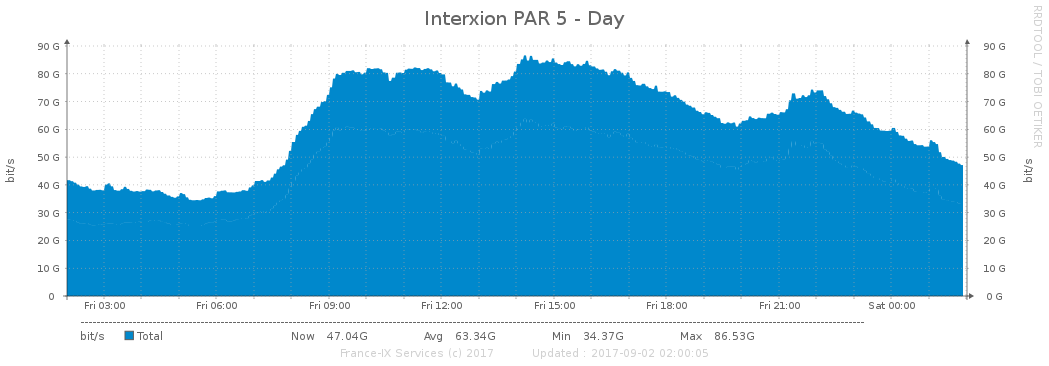 Interxion PAR 5 - Day
RRDTOOL / TOBI OETIKER
90 G 90 G
80 G 80 G
70 G 70 G
60 G 60 G
50 G 50 G
40 G 40 G
30 G 30 G
20 G 20 G
10 G 10 G
0 0 G
bit/s
bit/s
Fri 03:00 Fri 06:00 Fri 09:00 Fri 12:00 Fri 15:00 Fri 18:00 Fri 21:00 Sat 00:00
bit/s Total Now 47.04G Avg 63.34G Min 34.37G Max 86.53G
France-IX Services (c) 2017 Updated : 2017-09-02 02:00:05